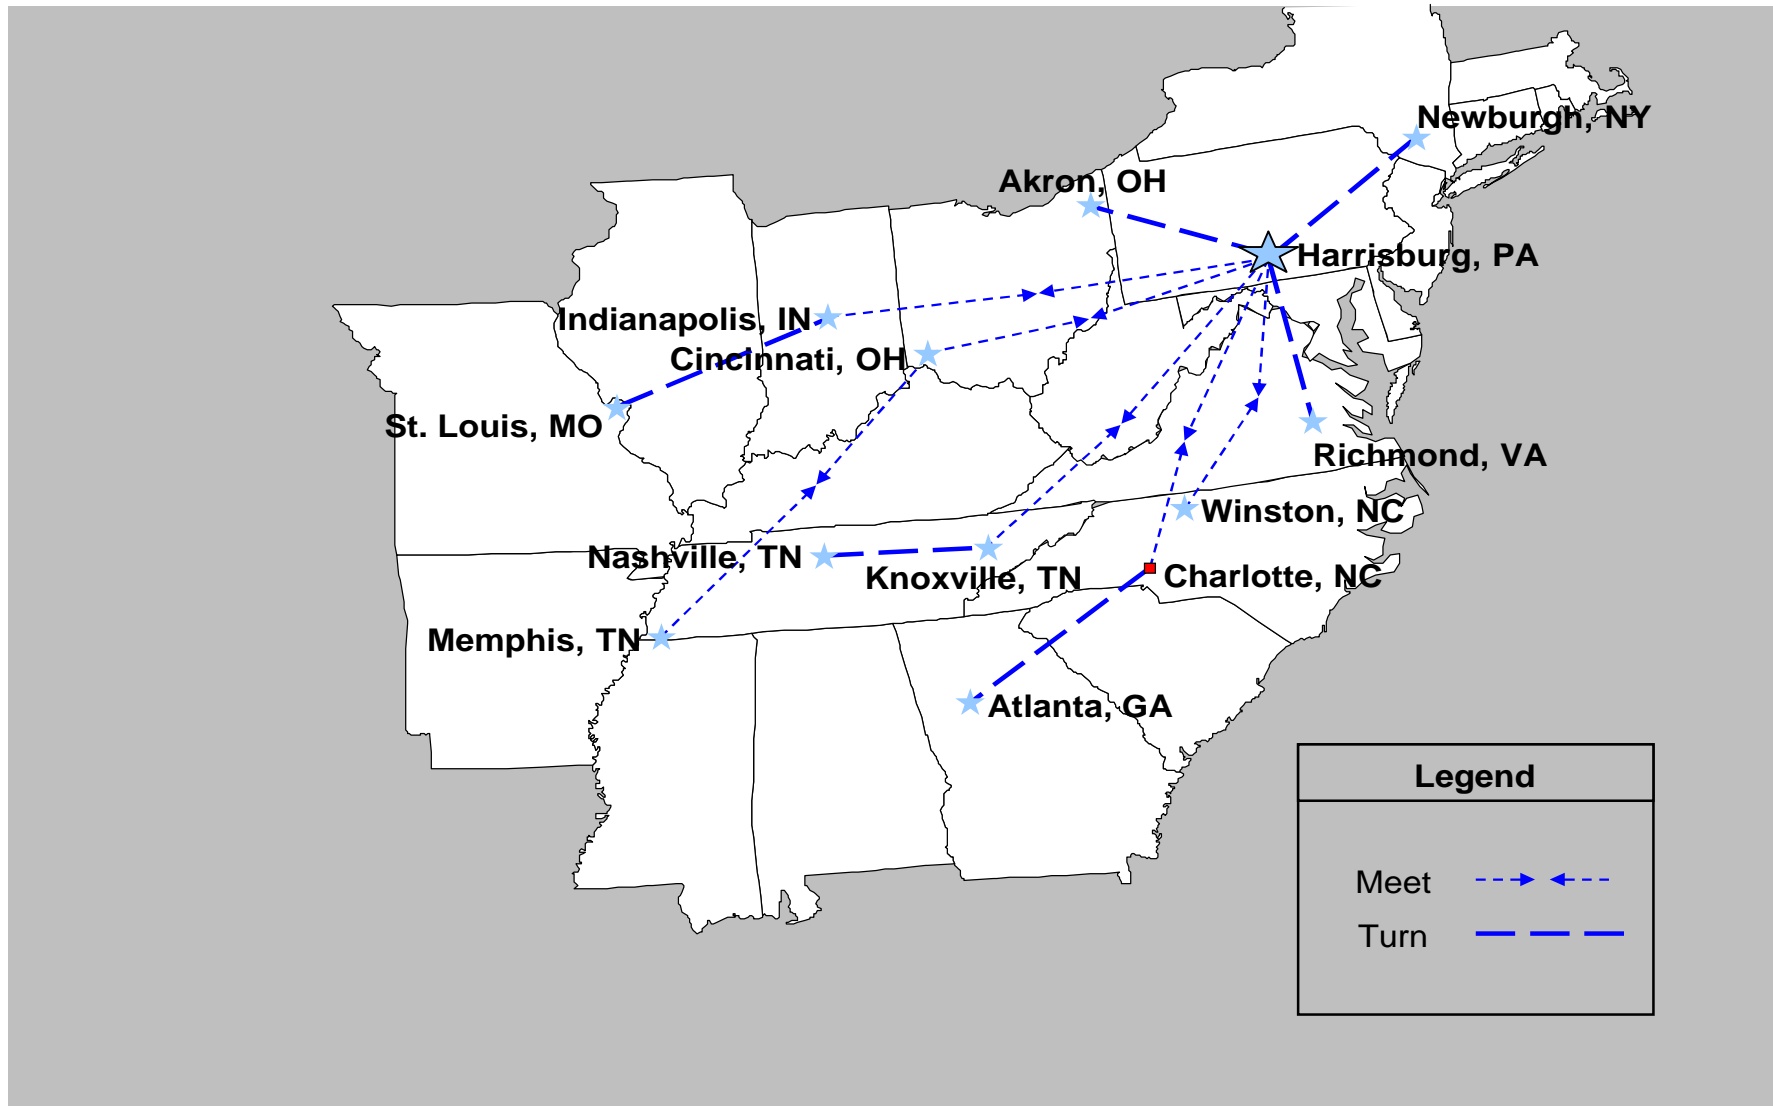 Newburgh, NY
Akron, OH
Harrisburg, PA
Indianapolis, IN
Cincinnati, OH
St. Louis, MO
Richmond, VA
Winston, NC
Nashville, TN
Knoxville, TN
Charlotte, NC
Memphis, TN
Atlanta, GA
Legend
Meet
Turn